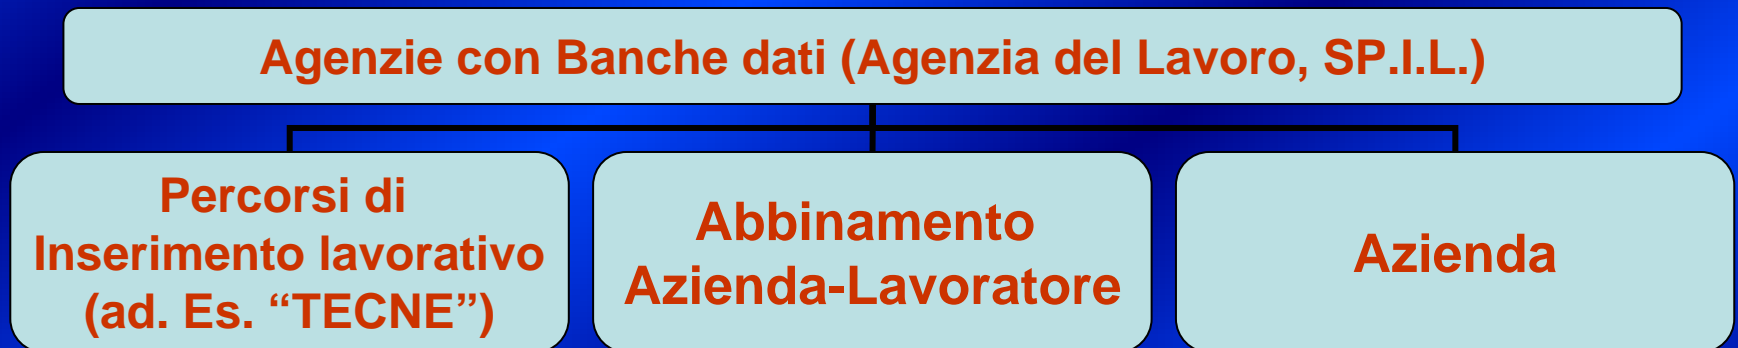 Agenzie con Banche dati (Agenzia del Lavoro, SP.I.L.)
Percorsi di
Inserimento lavorativo
(ad. Es. “TECNE”)
Abbinamento
Azienda-Lavoratore
Azienda